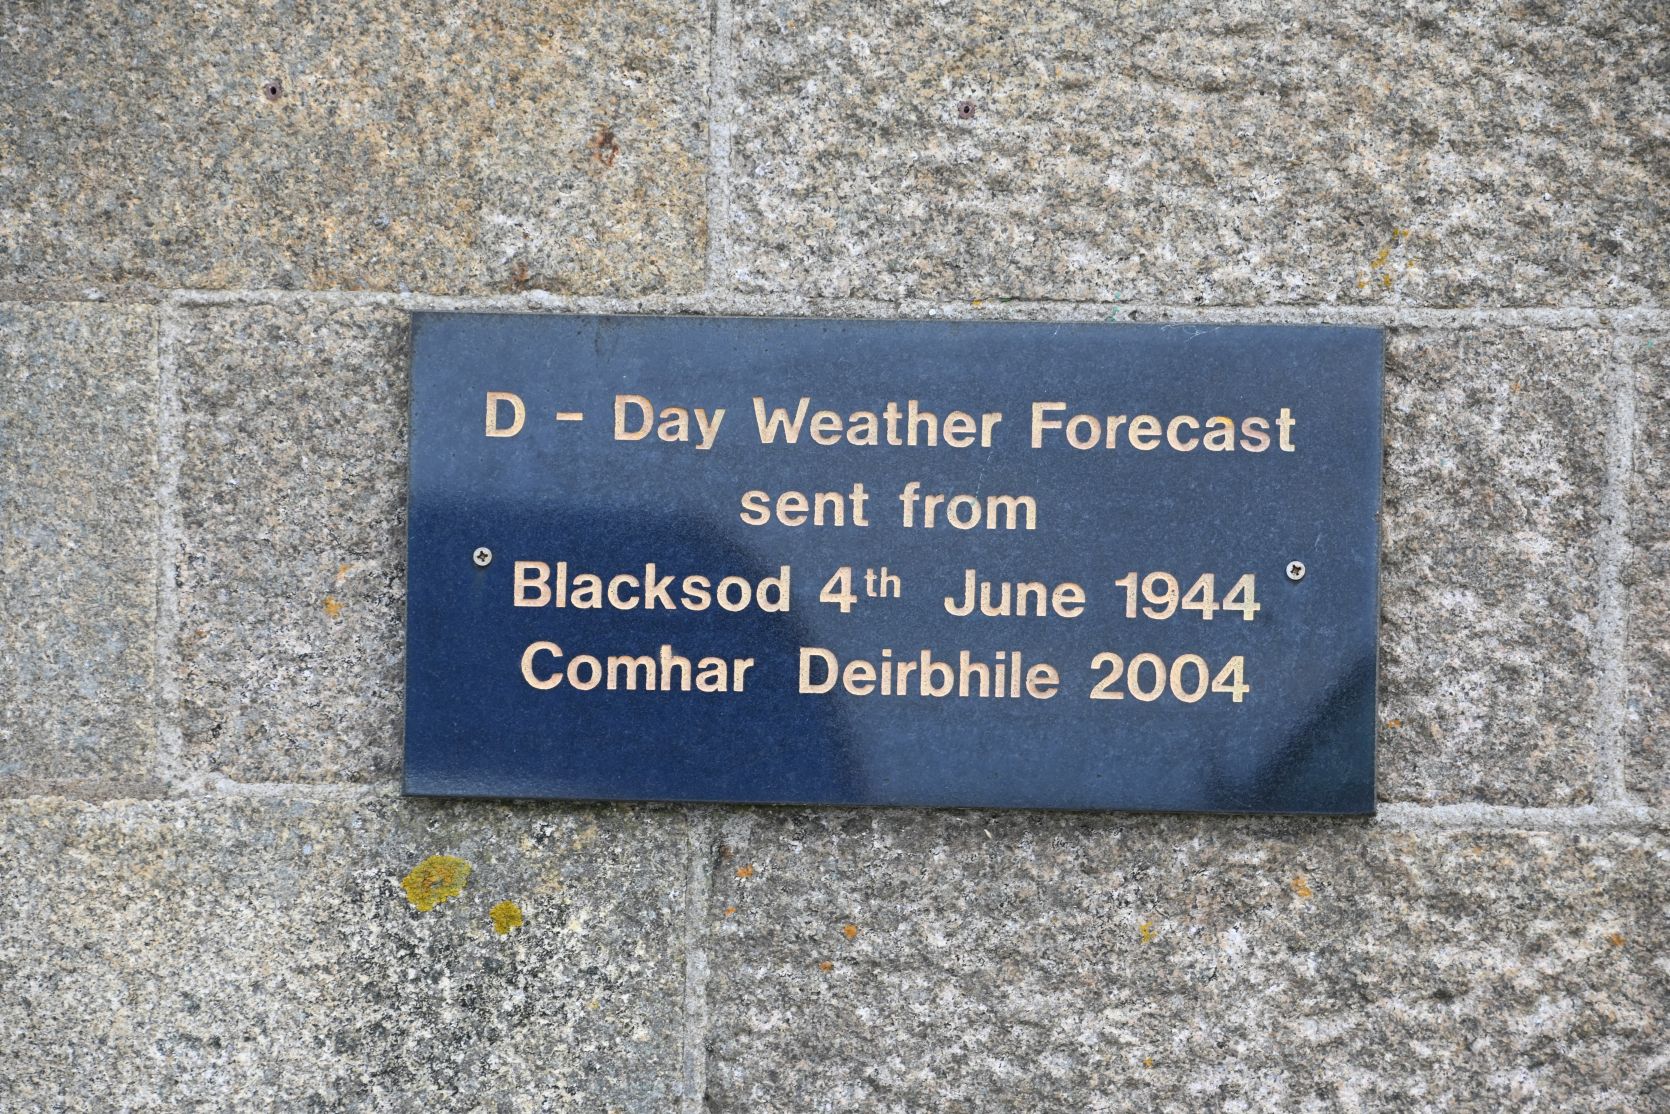 D – Day Weather Forecast
sent from
Blacksod 4th June 1944
Comhar Deirbhile 2004